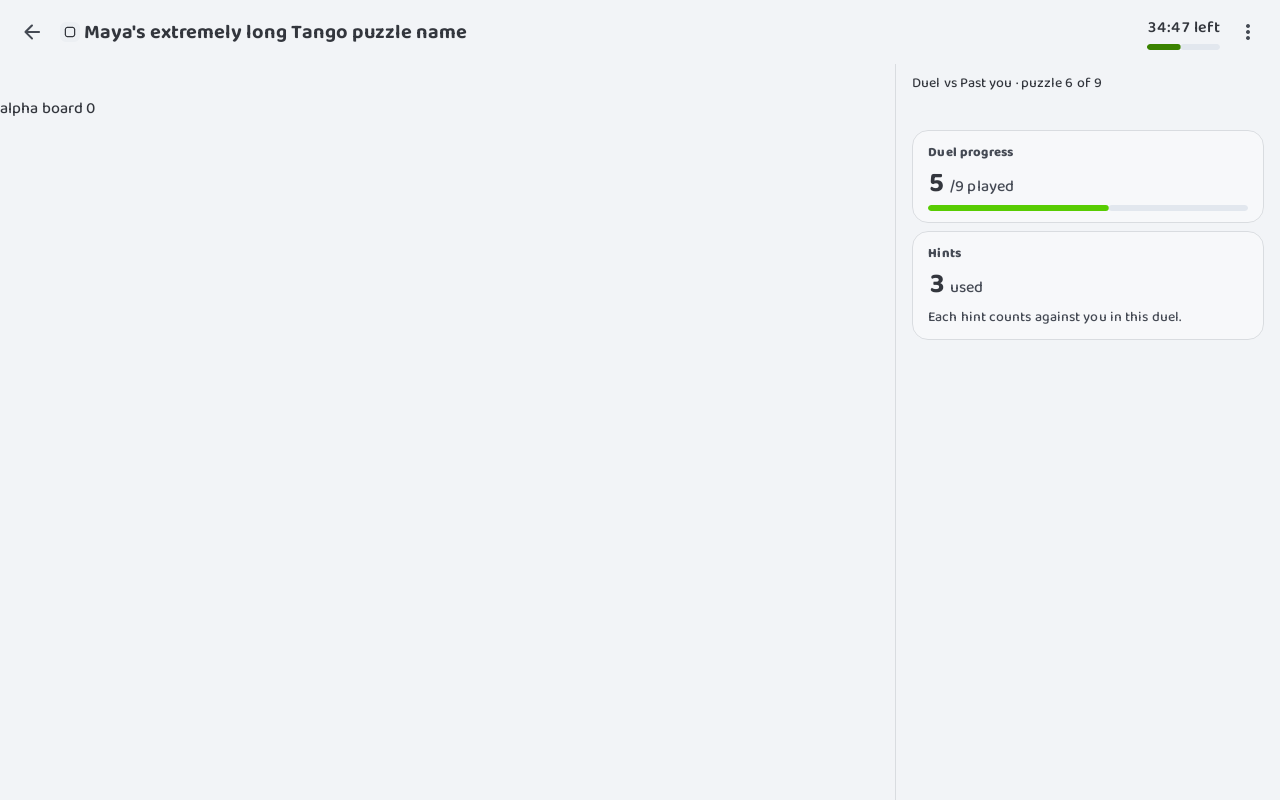 Maya's extremely long Tango puzzle name
34:47 left
alpha board 0
Duel vs Past you · puzzle 6 of 9
Duel progress
5 /9 played
Hints
3 used
Each hint counts against you in this duel.